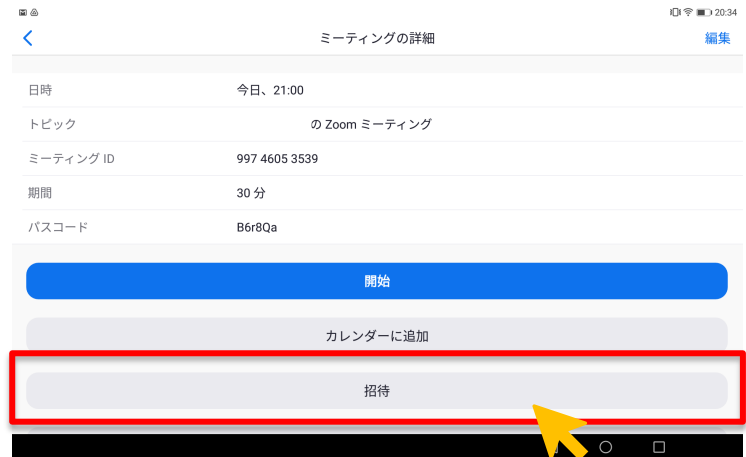 20:34
ミーティングの詳細 編集
日時 今日、21:00
トピック の Zoom ミーティング
ミーティング ID 997 4605 3539
期間 30 分
パスコード B6r8Qa
開始
カレンダーに追加
招待